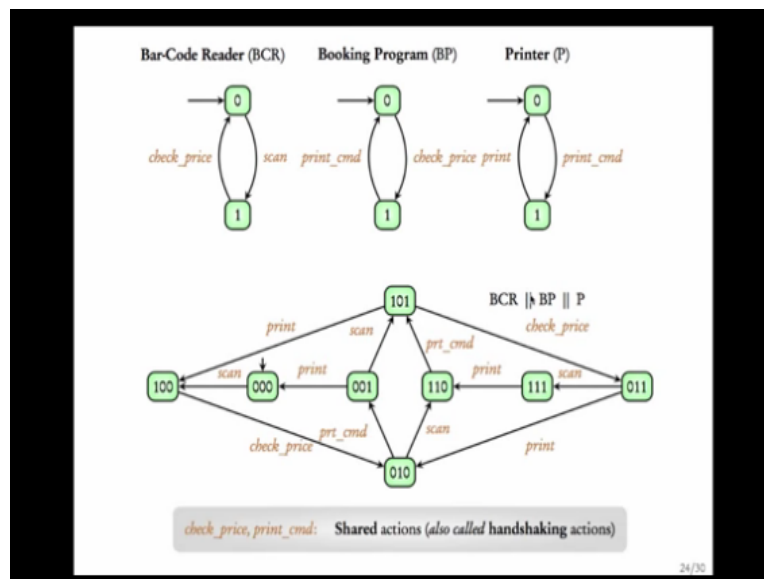 Bar-Code Reader (BCR) Booking Program (BP) Printer (P)
0 0 0
check_price scan print_cmd check_price print print_cmd
1 1 1
101 BCR || BP || P
print scan check_price
prt_cmd
scan print print scan
100 000 001 110 111 011
check_price prt_cmd scan print
010
check_price, print_cmd: Shared actions (also called handshaking actions)
24/30